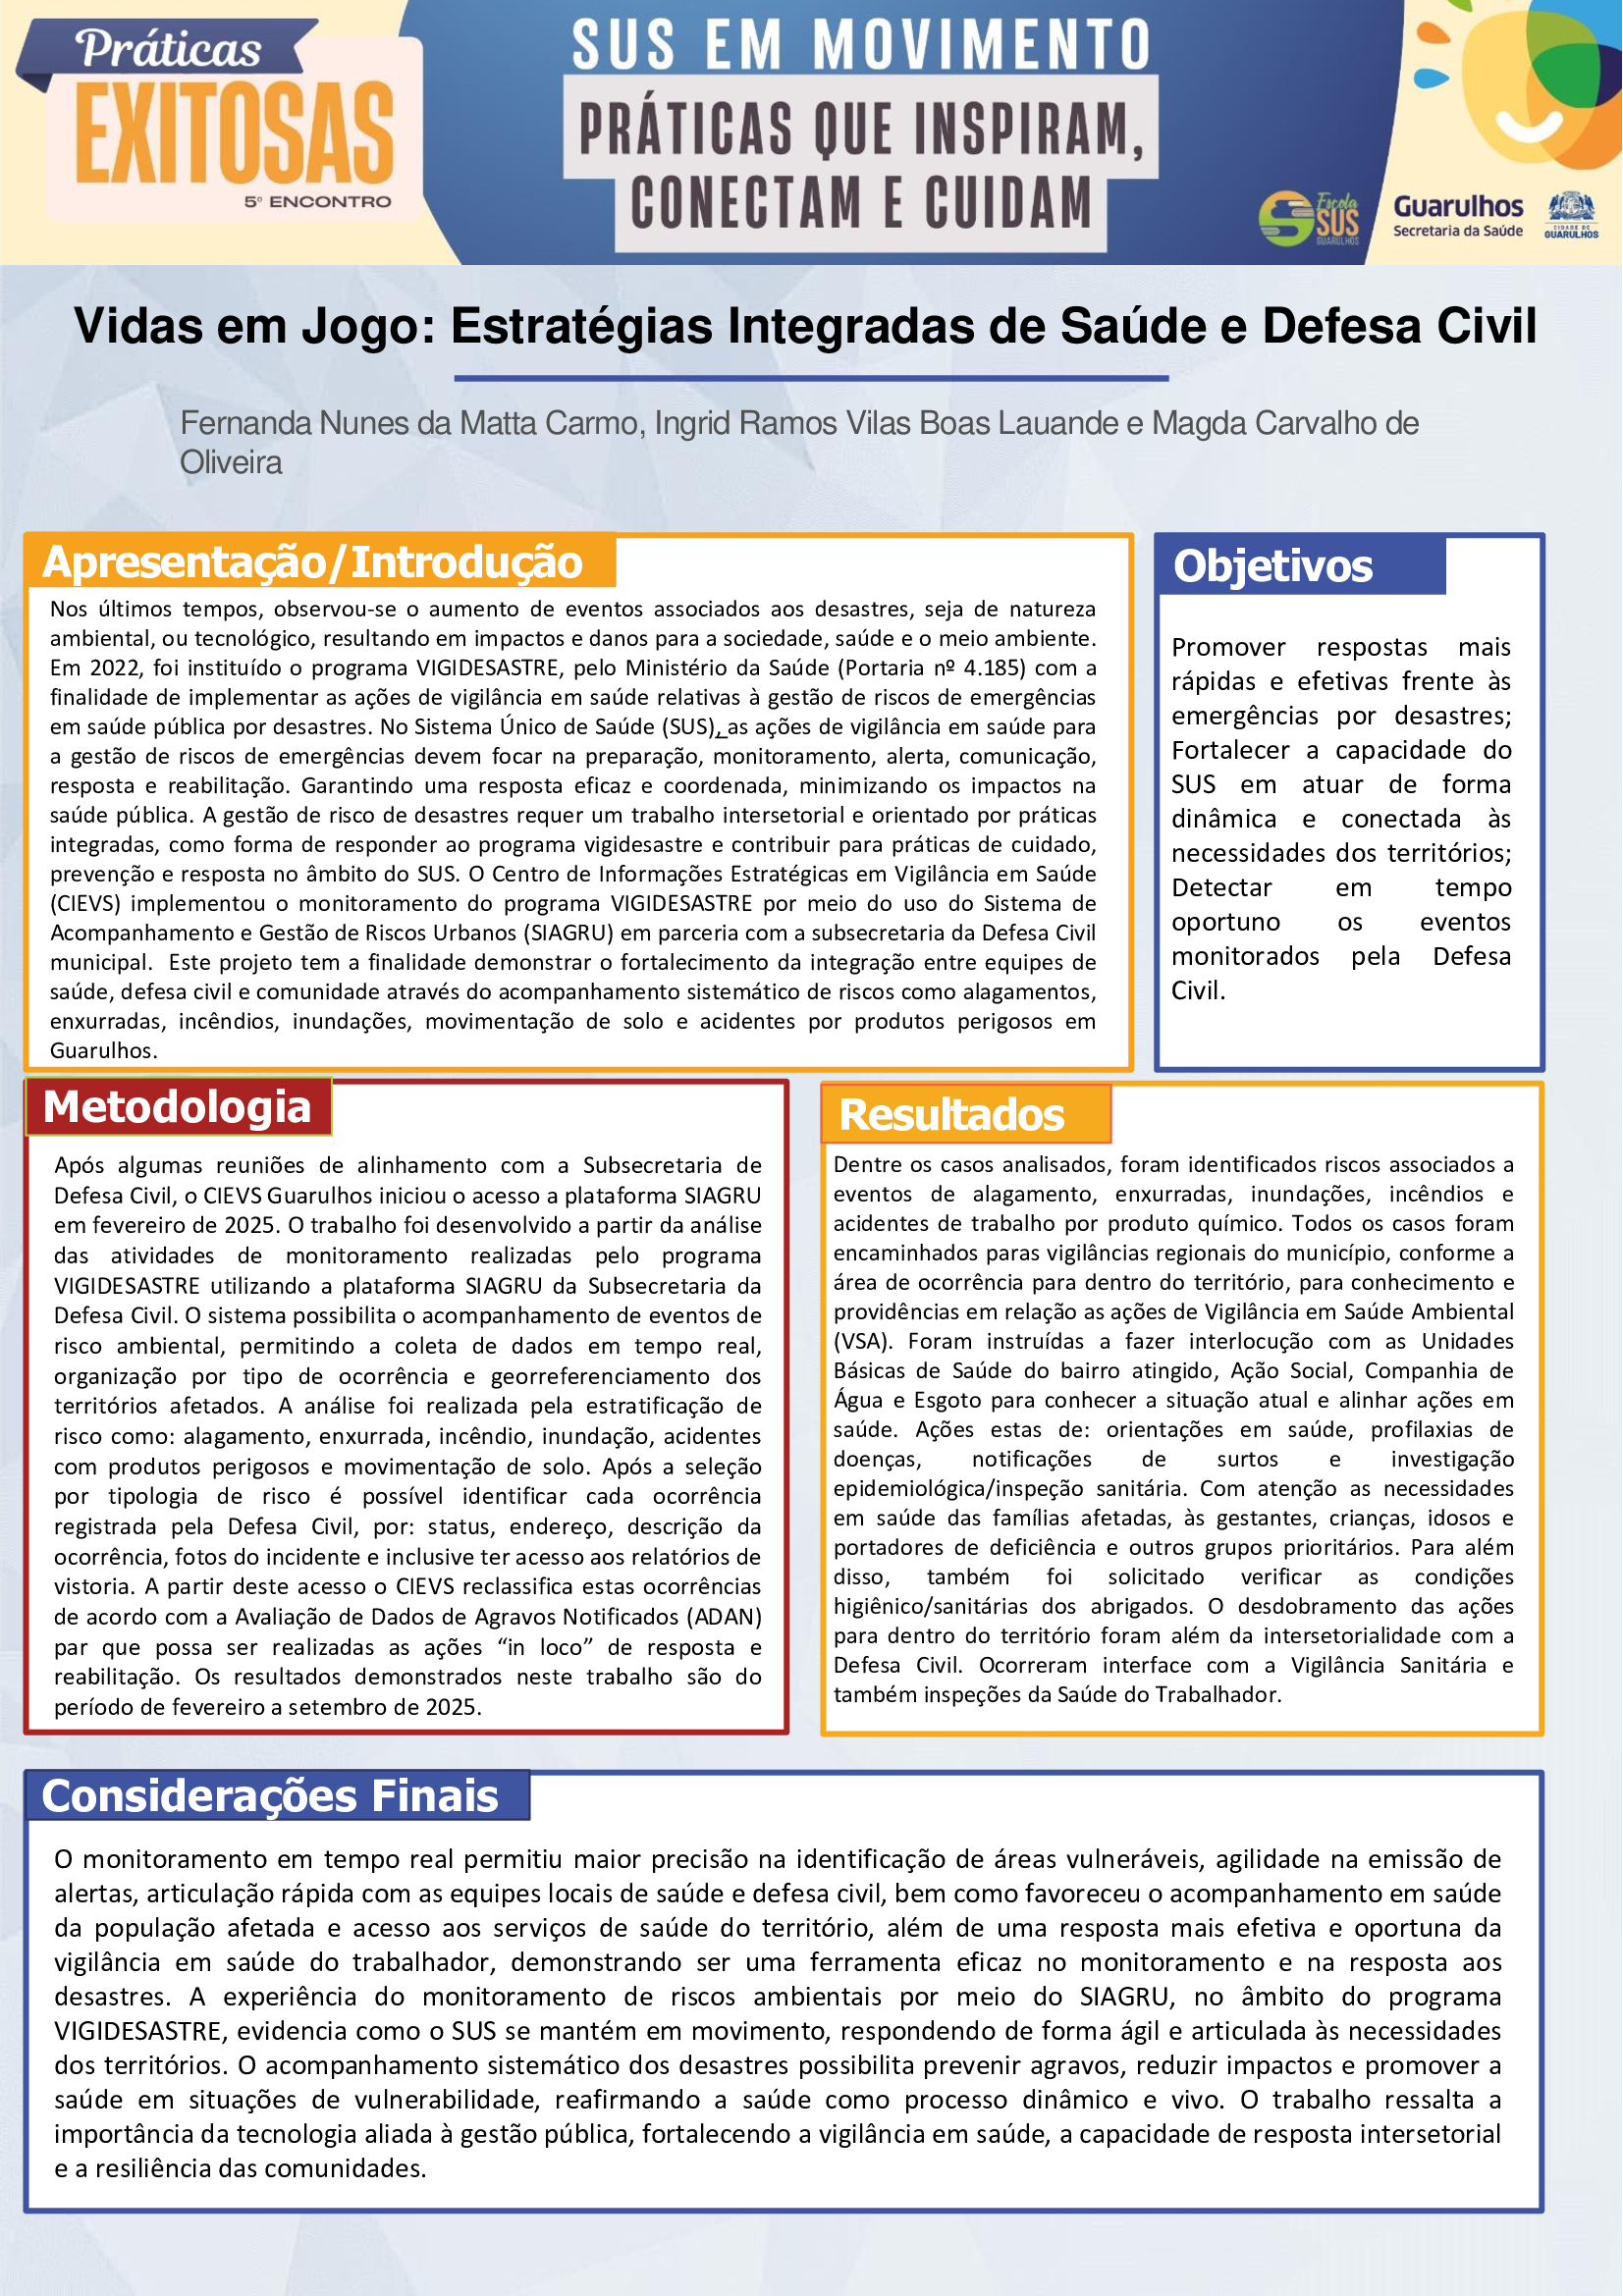 Práticas
EXITOSAS
5º ENCONTRO
SUS EM MOVIMENTO
PRÁTICAS QUE INSPIRAM,
CONECTAM E CUIDAM
Escola
SUS
GUARULHOS
Guarulhos
Secretaria da Saúde
CIDADE DE
GUARULHOS
Vidas em Jogo: Estratégias Integradas de Saúde e Defesa Civil
Fernanda Nunes da Matta Carmo, Ingrid Ramos Vilas Boas Lauande e Magda Carvalho de
Oliveira
Apresentação/Introdução
Nos últimos tempos, observou-se o aumento de eventos associados aos desastres, seja de natureza
ambiental, ou tecnológico, resultando em impactos e danos para a sociedade, saúde e o meio ambiente.
Em 2022, foi instituído o programa VIGIDESASTRE, pelo Ministério da Saúde (Portaria nº 4.185) com a
finalidade de implementar as ações de vigilância em saúde relativas à gestão de riscos de emergências
em saúde pública por desastres. No Sistema Único de Saúde (SUS), as ações de vigilância em saúde para
a gestão de riscos de emergências devem focar na preparação, monitoramento, alerta, comunicação,
resposta e reabilitação. Garantindo uma resposta eficaz e coordenada, minimizando os impactos na
saúde pública. A gestão de risco de desastres requer um trabalho intersetorial e orientado por práticas
integradas, como forma de responder ao programa vigidesastre e contribuir para práticas de cuidado,
prevenção e resposta no âmbito do SUS. O Centro de Informações Estratégicas em Vigilância em Saúde
(CIEVS) implementou o monitoramento do programa VIGIDESASTRE por meio do uso do Sistema de
Acompanhamento e Gestão de Riscos Urbanos (SIAGRU) em parceria com a subsecretaria da Defesa Civil
municipal. Este projeto tem a finalidade demonstrar o fortalecimento da integração entre equipes de
saúde, defesa civil e comunidade através do acompanhamento sistemático de riscos como alagamentos,
enxurradas, incêndios, inundações, movimentação de solo e acidentes por produtos perigosos em
Guarulhos.
Objetivos
Promover respostas mais
rápidas e efetivas frente às
emergências por desastres;
Fortalecer a capacidade do
SUS em atuar de forma
dinâmica e conectada às
necessidades dos territórios;
Detectar em tempo
oportuno os eventos
monitorados pela Defesa
Civil.
Metodologia
Após algumas reuniões de alinhamento com a Subsecretaria de
Defesa Civil, o CIEVS Guarulhos iniciou o acesso a plataforma SIAGRU
em fevereiro de 2025. O trabalho foi desenvolvido a partir da análise
das atividades de monitoramento realizadas pelo programa
VIGIDESASTRE utilizando a plataforma SIAGRU da Subsecretaria da
Defesa Civil. O sistema possibilita o acompanhamento de eventos de
risco ambiental, permitindo a coleta de dados em tempo real,
organização por tipo de ocorrência e georreferenciamento dos
territórios afetados. A análise foi realizada pela estratificação de
risco como: alagamento, enxurrada, incêndio, inundação, acidentes
com produtos perigosos e movimentação de solo. Após a seleção
por tipologia de risco é possível identificar cada ocorrência
registrada pela Defesa Civil, por: status, endereço, descrição da
ocorrência, fotos do incidente e inclusive ter acesso aos relatórios de
vistoria. A partir deste acesso o CIEVS reclassifica estas ocorrências
de acordo com a Avaliação de Dados de Agravos Notificados (ADAN)
par que possa ser realizadas as ações “in loco” de resposta e
reabilitação. Os resultados demonstrados neste trabalho são do
período de fevereiro a setembro de 2025.
Resultados
Dentre os casos analisados, foram identificados riscos associados a
eventos de alagamento, enxurradas, inundações, incêndios e
acidentes de trabalho por produto químico. Todos os casos foram
encaminhados paras vigilâncias regionais do município, conforme a
área de ocorrência para dentro do território, para conhecimento e
providências em relação as ações de Vigilância em Saúde Ambiental
(VSA). Foram instruídas a fazer interlocução com as Unidades
Básicas de Saúde do bairro atingido, Ação Social, Companhia de
Água e Esgoto para conhecer a situação atual e alinhar ações em
saúde. Ações estas de: orientações em saúde, profilaxias de
doenças, notificações de surtos e investigação
epidemiológica/inspeção sanitária. Com atenção as necessidades
em saúde das famílias afetadas, às gestantes, crianças, idosos e
portadores de deficiência e outros grupos prioritários. Para além
disso, também foi solicitado verificar as condições
higiênico/sanitárias dos abrigados. O desdobramento das ações
para dentro do território foram além da intersetorialidade com a
Defesa Civil. Ocorreram interface com a Vigilância Sanitária e
também inspeções da Saúde do Trabalhador.
Considerações Finais
O monitoramento em tempo real permitiu maior precisão na identificação de áreas vulneráveis, agilidade na emissão de
alertas, articulação rápida com as equipes locais de saúde e defesa civil, bem como favoreceu o acompanhamento em saúde
da população afetada e acesso aos serviços de saúde do território, além de uma resposta mais efetiva e oportuna da
vigilância em saúde do trabalhador, demonstrando ser uma ferramenta eficaz no monitoramento e na resposta aos
desastres. A experiência do monitoramento de riscos ambientais por meio do SIAGRU, no âmbito do programa
VIGIDESASTRE, evidencia como o SUS se mantém em movimento, respondendo de forma ágil e articulada às necessidades
dos territórios. O acompanhamento sistemático dos desastres possibilita prevenir agravos, reduzir impactos e promover a
saúde em situações de vulnerabilidade, reafirmando a saúde como processo dinâmico e vivo. O trabalho ressalta a
importância da tecnologia aliada à gestão pública, fortalecendo a vigilância em saúde, a capacidade de resposta intersetorial
e a resiliência das comunidades.